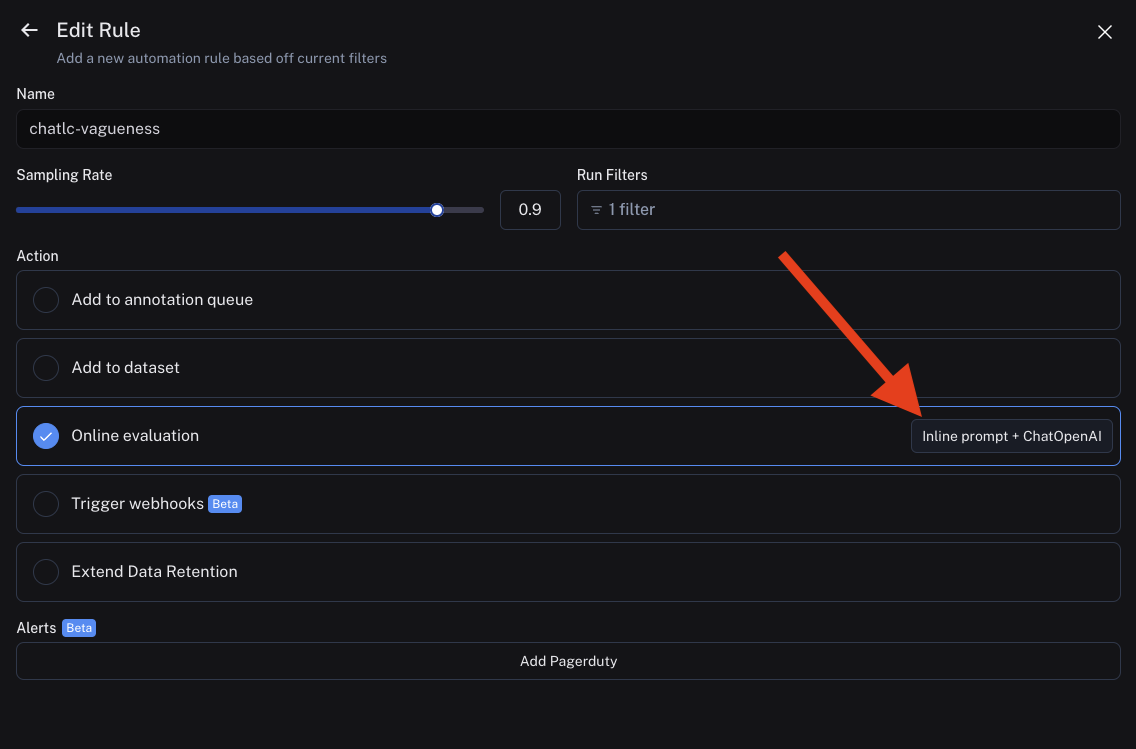 Edit Rule
Add a new automation rule based off current filters
Name
chatlc-vagueness
Sampling Rate
0.9
Run Filters
1 filter
Action
Add to annotation queue
Add to dataset
Online evaluation
Inline prompt + ChatOpenAI
Trigger webhooks Beta
Extend Data Retention
Alerts Beta
Add Pagerduty